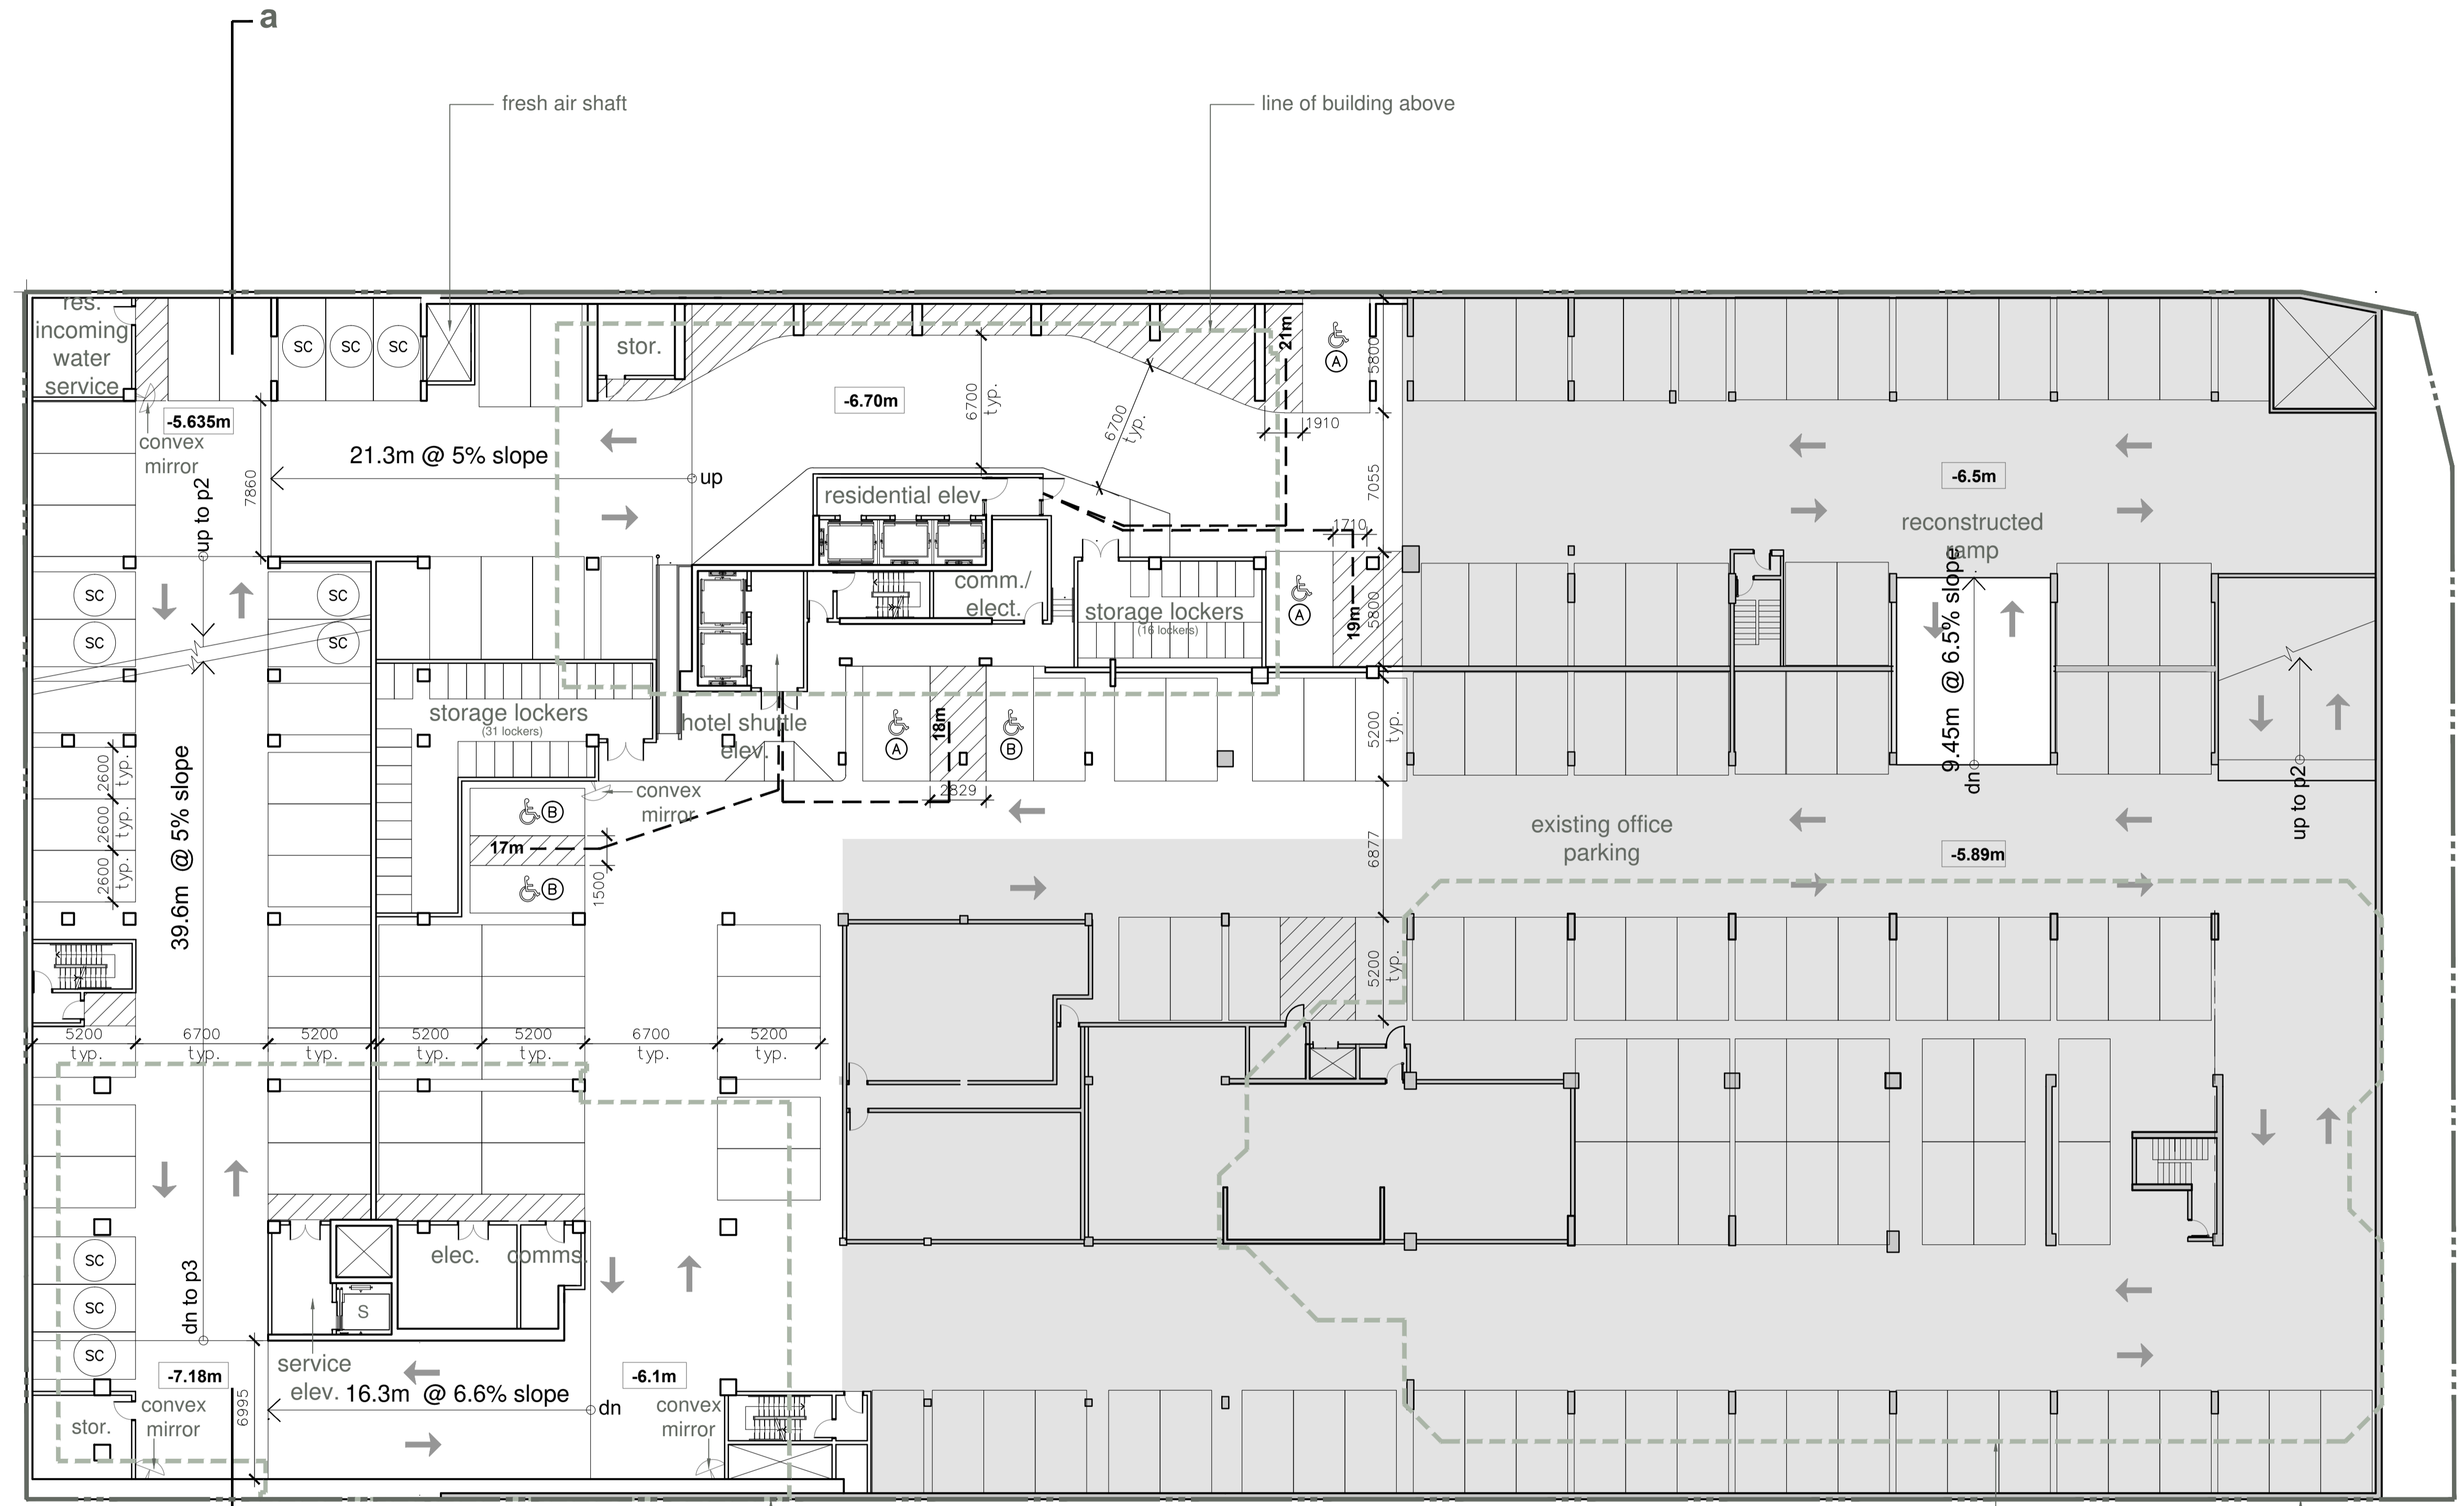 a
fresh air shaft
line of building above
res.
incoming
water
service
SC
SC
SC
stor.
-6.70m
6700
typ.
6700
typ.
21m
A
5800
1910
-5.635m
convex
mirror
21.3m @ 5% slope
up
7860
up to p2
residential elev.
7055
1710
-6.5m
reconstructed
ramp
SC
SC
SC
SC
comm./
elect.
storage lockers
(16 lockers)
A
19m
5800
9.45m @ 6.5% slope
dn
storage lockers
(31 lockers)
hotel shuttle
elev.
A
18m
B
5200
typ.
2600
typ.
2600
typ.
2600
typ.
39.6m @ 5% slope
convex
mirror
2829
B
17m
B
1500
6877
existing office
parking
-5.89m
up to p2
5200
typ.
5200
typ.
6700
typ.
5200
typ.
5200
typ.
5200
typ.
6700
typ.
5200
typ.
elec.
comms.
SC
SC
SC
S
dn to p3
service
elev.
-7.18m
16.3m @ 6.6% slope
dn
-6.1m
6995
stor.
convex
mirror
convex
mirror